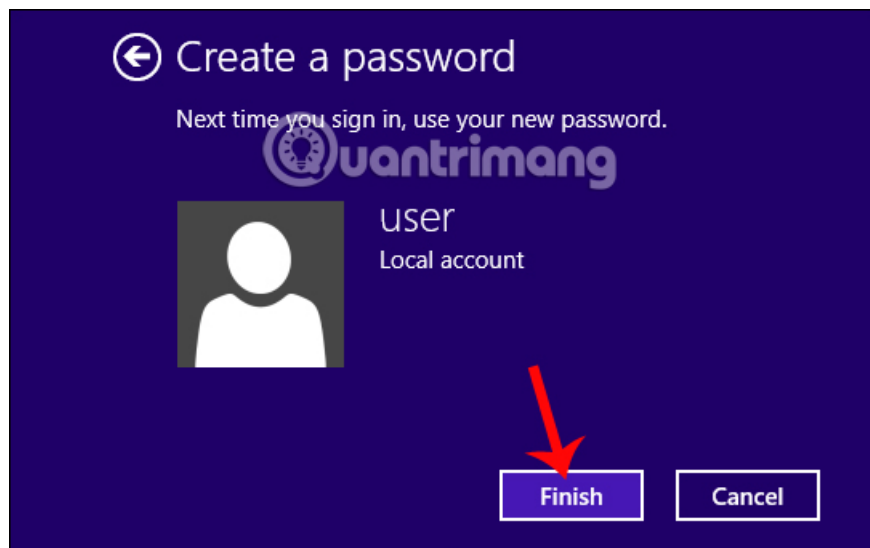 Create a password
Next time you sign in, use your new password.
Quantrimang
user
Local account
Finish
Cancel